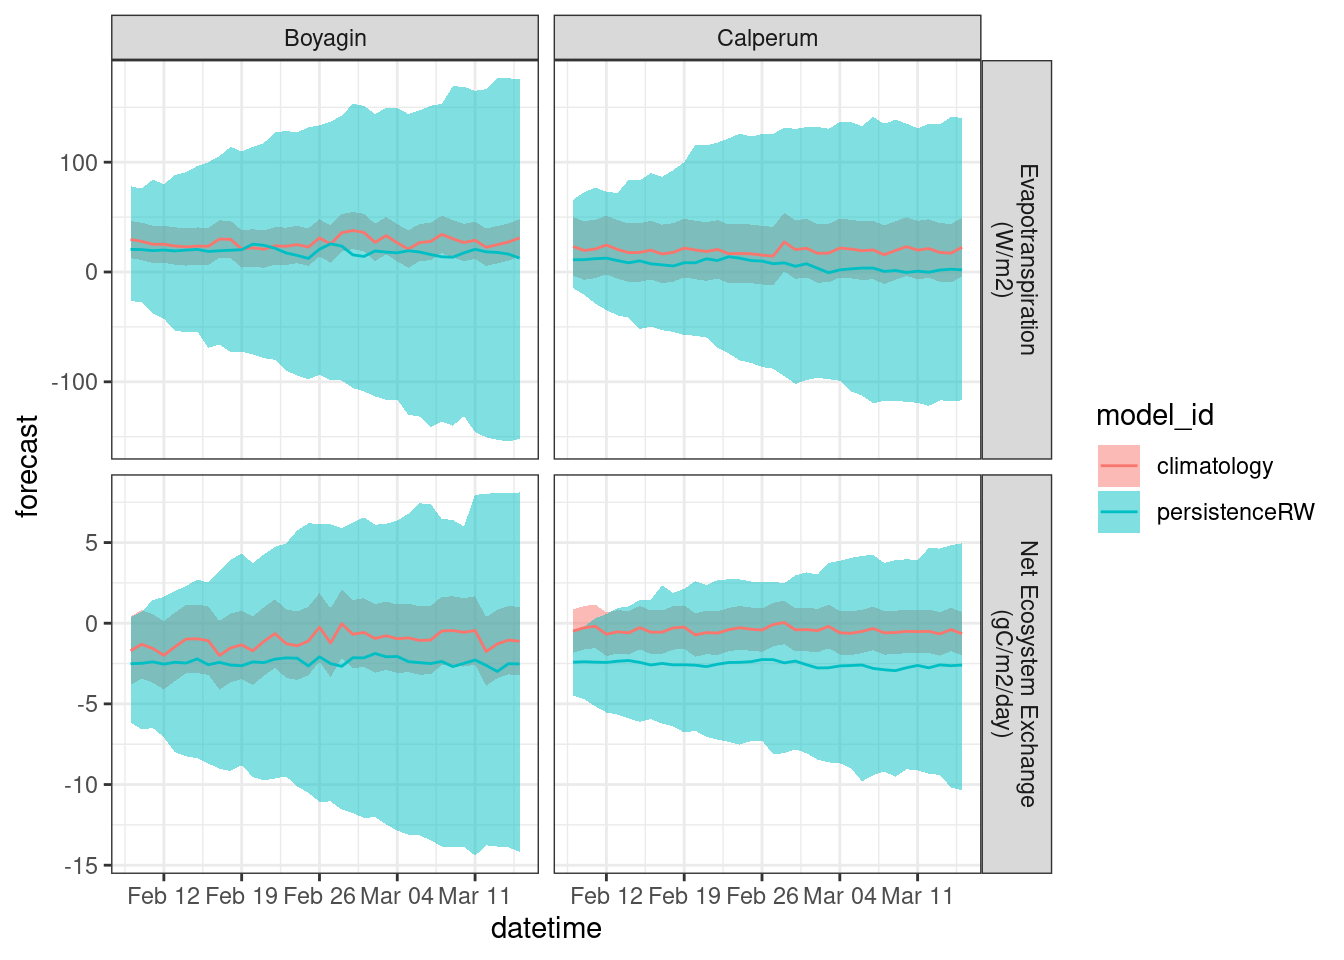 Boyagin
Calperum
100
0
-100
Evapotranspiration
(W/m2)
forecast
5
0
-5
-10
-15
Net Ecosystem Exchange
(gC/m2/day)
Feb 12 Feb 19 Feb 26 Mar 04 Mar 11
Feb 12 Feb 19 Feb 26 Mar 04 Mar 11
datetime
model_id
climatology
persistenceRW